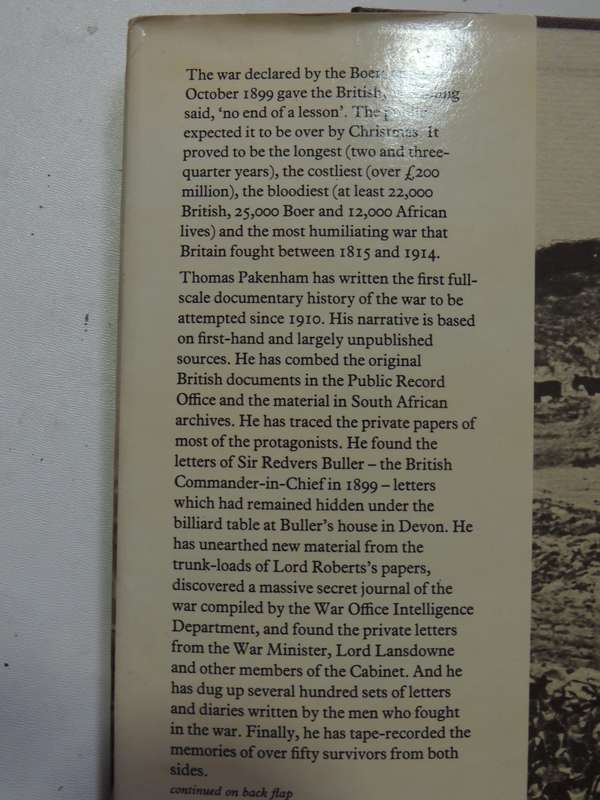 The war declared by the Boers
October 1899 gave the British,
said, ‘no end of a lesson’. The public
expected it to be over by Christmas. It
proved to be the longest (two and three-
quarter years), the costliest (over £200
million), the bloodiest (at least 22,000
British, 25,000 Boer and 12,000 African
lives) and the most humiliating war that
Britain fought between 1815 and 1914.
Thomas Pakenham has written the first full-
scale documentary history of the war to be
attempted since 1910. His narrative is based
on first-hand and largely unpublished
sources. He has combed the original
British documents in the Public Record
Office and the material in South African
archives. He has traced the private papers of
most of the protagonists. He found the
letters of Sir Redvers Buller – the British
Commander-in-Chief in 1899 – letters
which had remained hidden under the
billiard table at Buller’s house in Devon. He
has unearthed new material from the
trunk-loads of Lord Roberts’s papers,
discovered a massive secret journal of the
war compiled by the War Office Intelligence
Department, and found the private letters
from the War Minister, Lord Lansdowne
and other members of the Cabinet. And he
has dug up several hundred sets of letters
and diaries written by the men who fought
in the war. Finally, he has tape-recorded the
memories of over fifty survivors from both
sides.
continued on back flap